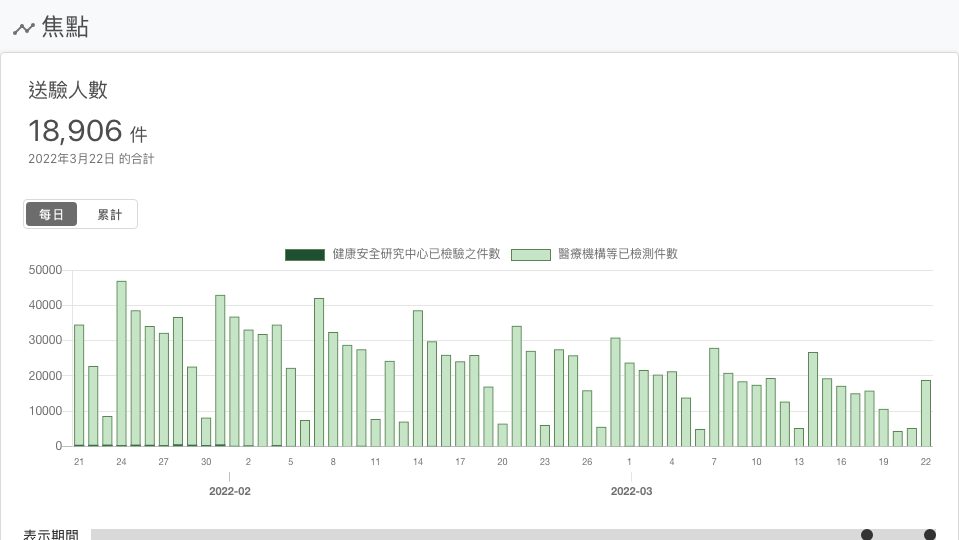 焦點
送驗人數
18,906 件
2022年3月22日 的合計
每日 累計
健康安全研究中心已檢驗之件數 醫療機構等已檢測件數
50000
40000
30000
20000
10000
0
21 24 27 30 2 5 8 11 14 17 20 23 26 1 4 7 10 13 16 19 22
2022-02 2022-03
表示期間